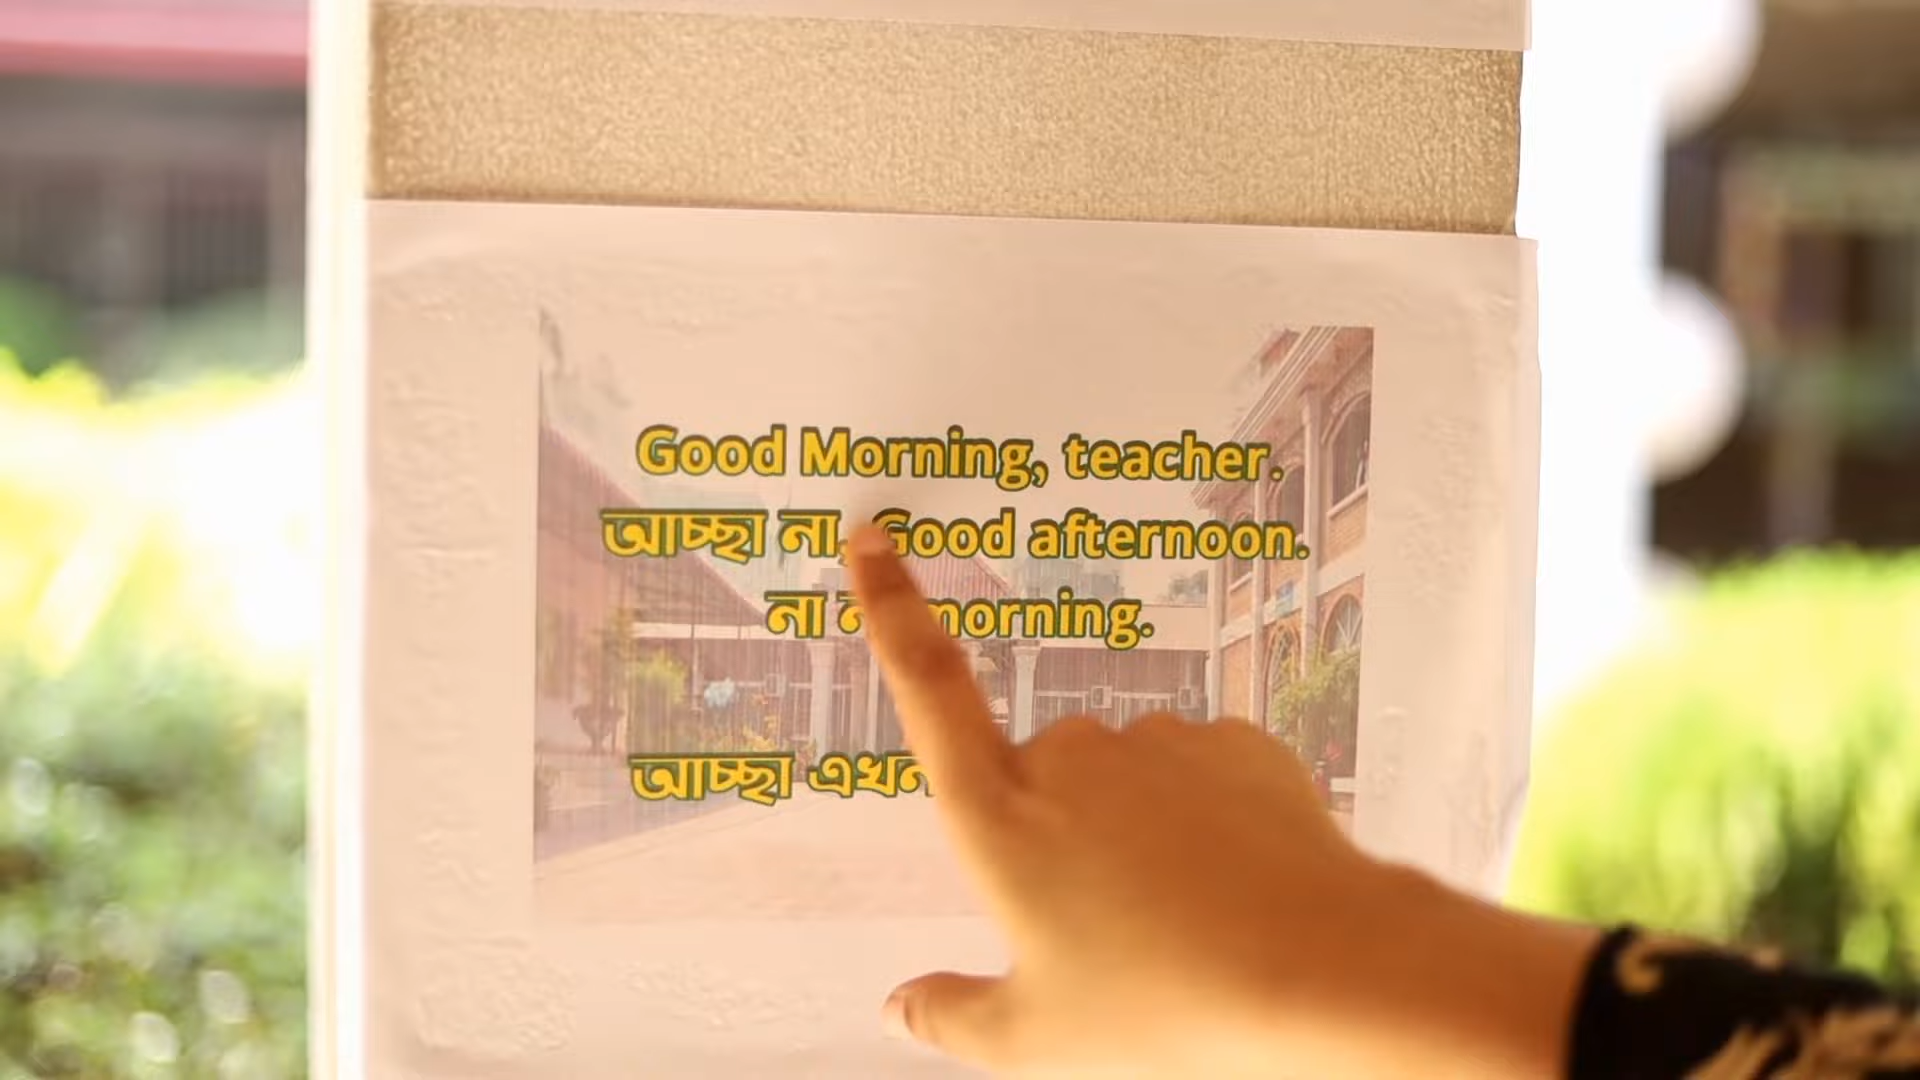 Good Morning, teacher.
আচ্ছা না, Good afternoon.
না morning.
আচ্ছা এখন